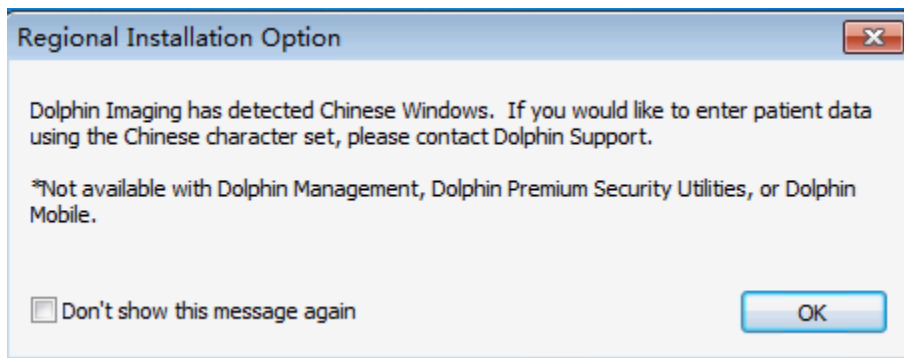 Regional Installation Option
Dolphin Imaging has detected Chinese Windows.  If you would like to enter patient data
using the Chinese character set, please contact Dolphin Support.
*Not available with Dolphin Management, Dolphin Premium Security Utilities, or Dolphin
Mobile.
Don't show this message again
OK